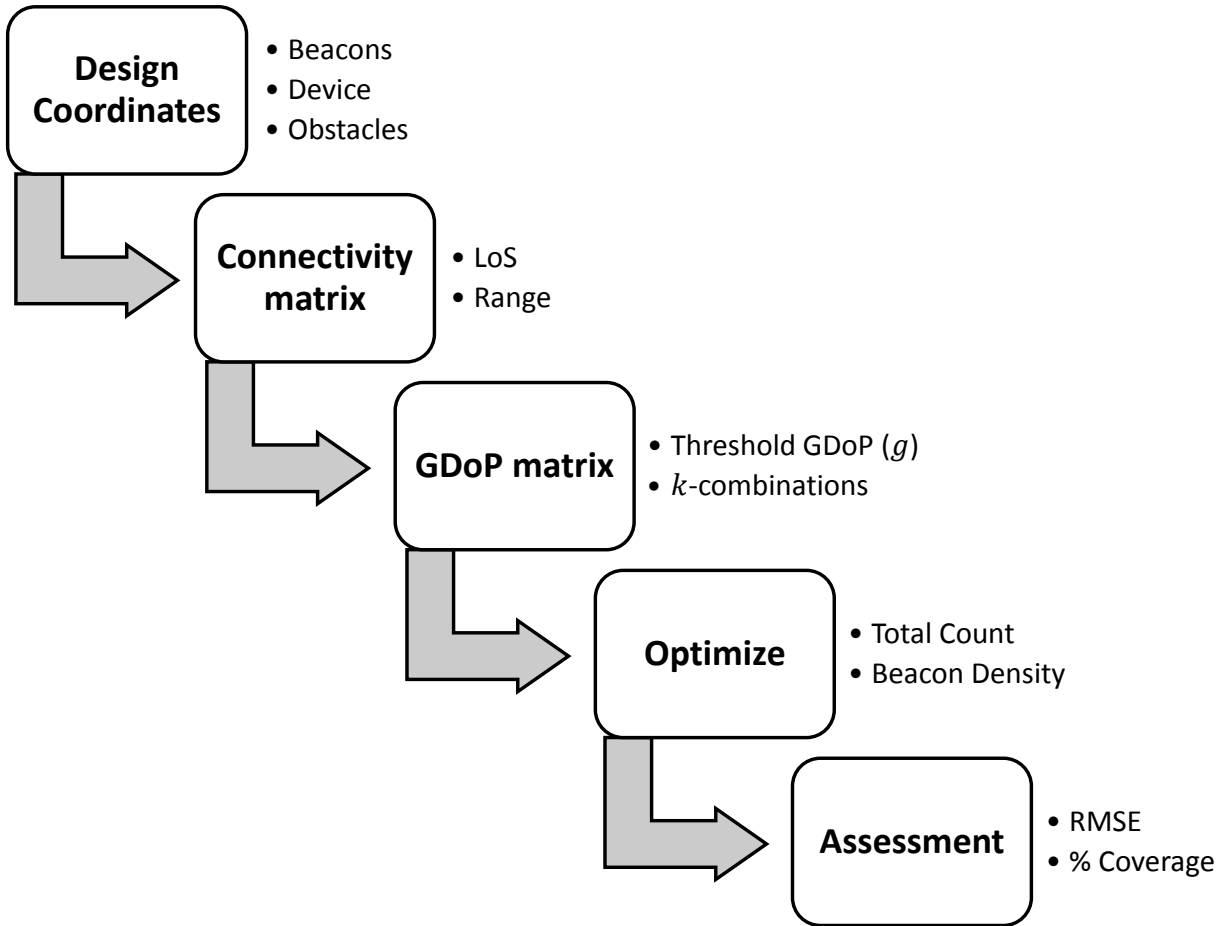 Design
Coordinates
• Beacons
• Device
• Obstacles
Connectivity
matrix
• LoS
• Range
GDoP matrix
• Threshold GDoP (g)
• k-combinations
Optimize
• Total Count
• Beacon Density
Assessment
• RMSE
• % Coverage